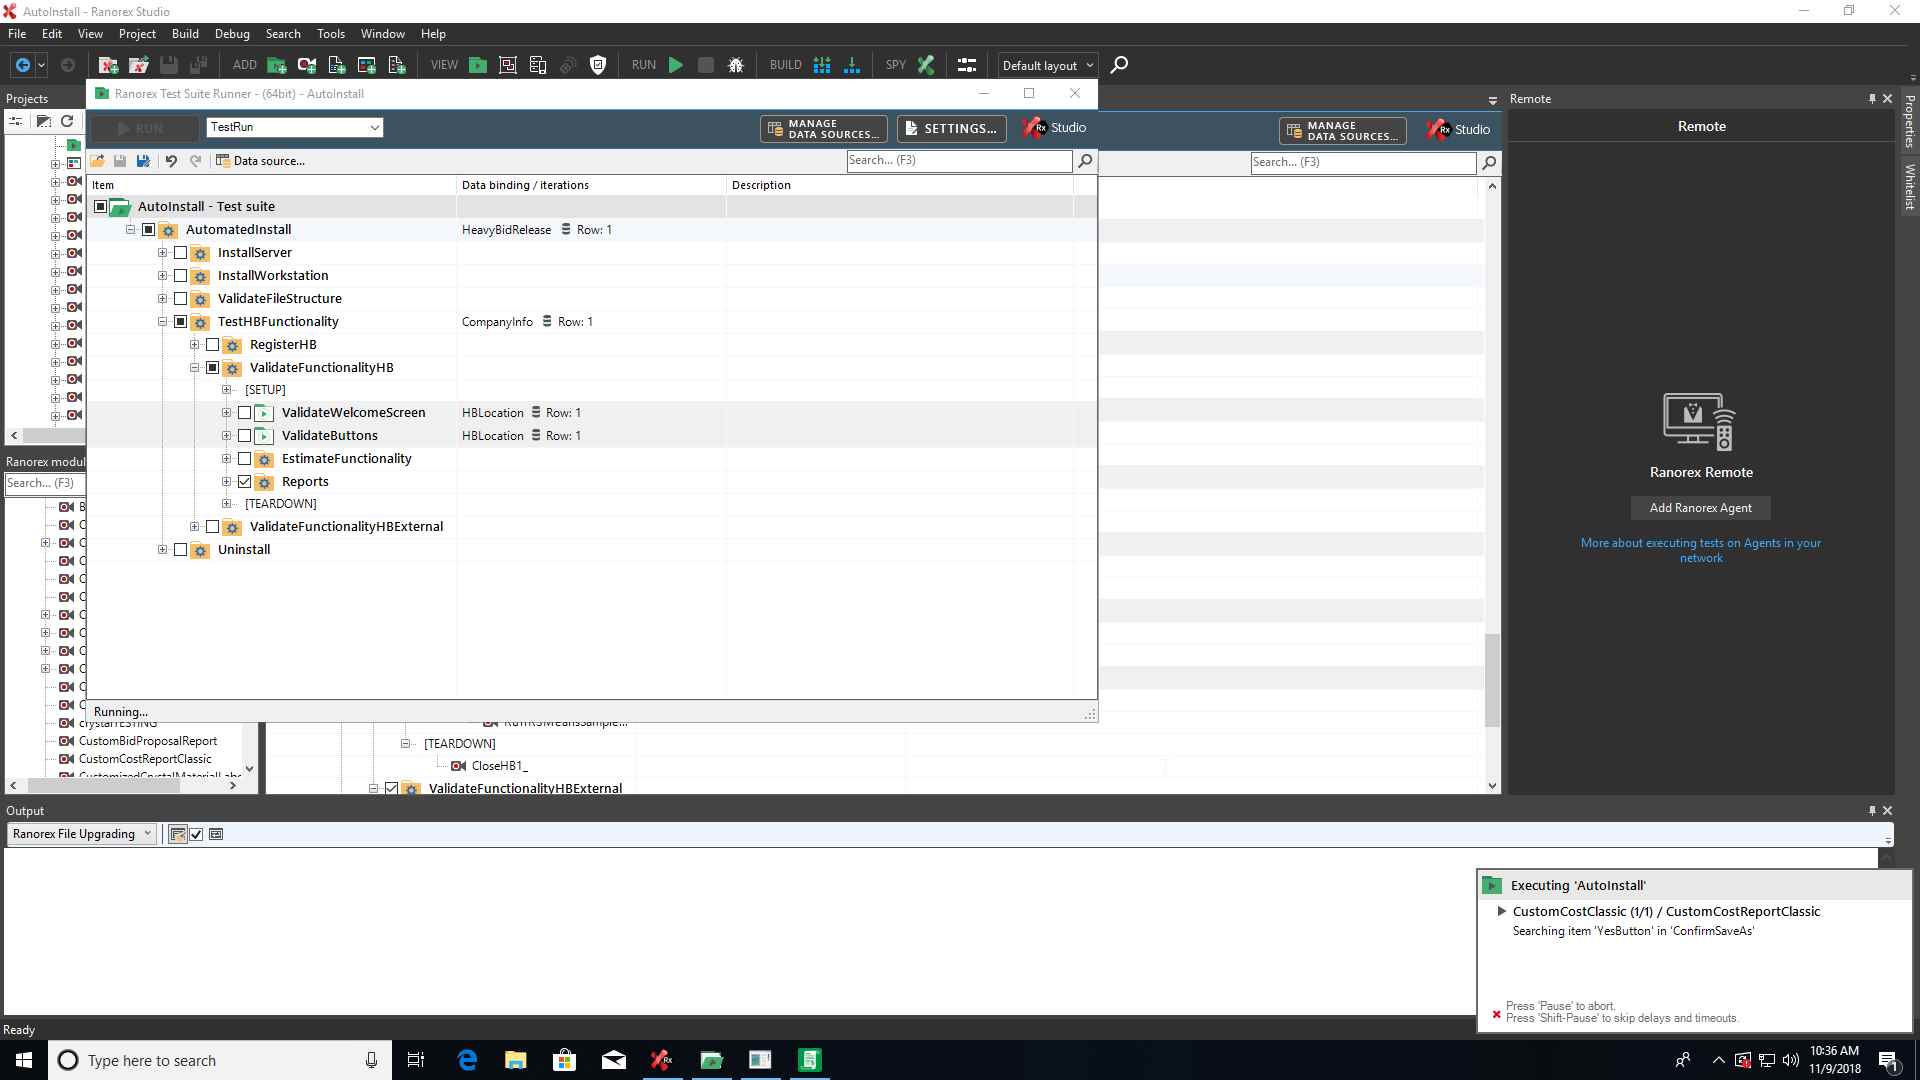 AutoInstall - Ranorex Studio
File Edit View Project Build Debug Search Tools Window Help
ADD VIEW RUN BUILD SPY Default layout
Projects
Ranorex Test Suite Runner - (64bit) - AutoInstall
RUN TestRun MANAGE DATA SOURCES... SETTINGS... Rx Studio
Data source... Search... (F3)
Item Data binding / iterations Description
AutoInstall - Test suite
AutomatedInstall HeavyBidRelease Row: 1
InstallServer
InstallWorkstation
ValidateFileStructure
TestHBFunctionality CompanyInfo Row: 1
RegisterHB
ValidateFunctionalityHB
[SETUP]
ValidateWelcomeScreen HBLocation Row: 1
ValidateButtons HBLocation Row: 1
EstimateFunctionality
Reports
[TEARDOWN]
ValidateFunctionalityHBExternal
Uninstall
Running...
MANAGE DATA SOURCES... Rx Studio
Search... (F3)
Remote
Remote
Ranorex Remote
Add Ranorex Agent
More about executing tests on Agents in your
network
Properties
Whitelist
Ranorex modul
Search... (F3)
CustomBidProposalReport
CustomCostReportClassic
[TEARDOWN]
CloseHB1_
ValidateFunctionalityHBExternal
Output
Ranorex File Upgrading
Executing 'AutoInstall'
CustomCostClassic (1/1) / CustomCostReportClassic
Searching item 'YesButton' in 'ConfirmSaveAs'
Press 'Pause' to abort.
Press 'Shift-Pause' to skip delays and timeouts.
Ready
Type here to search
10:36 AM
11/9/2018
1